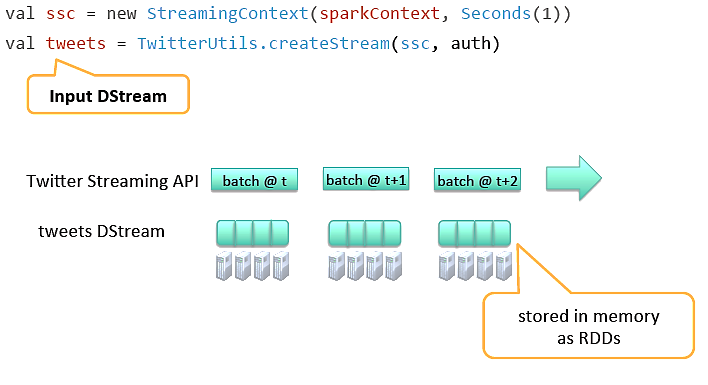 val ssc = new StreamingContext(sparkContext, Seconds(1))
val tweets = TwitterUtils.createStream(ssc, auth)
Input DStream
Twitter Streaming API
batch @ t
batch @ t+1
batch @ t+2
tweets DStream
stored in memory
as RDDs